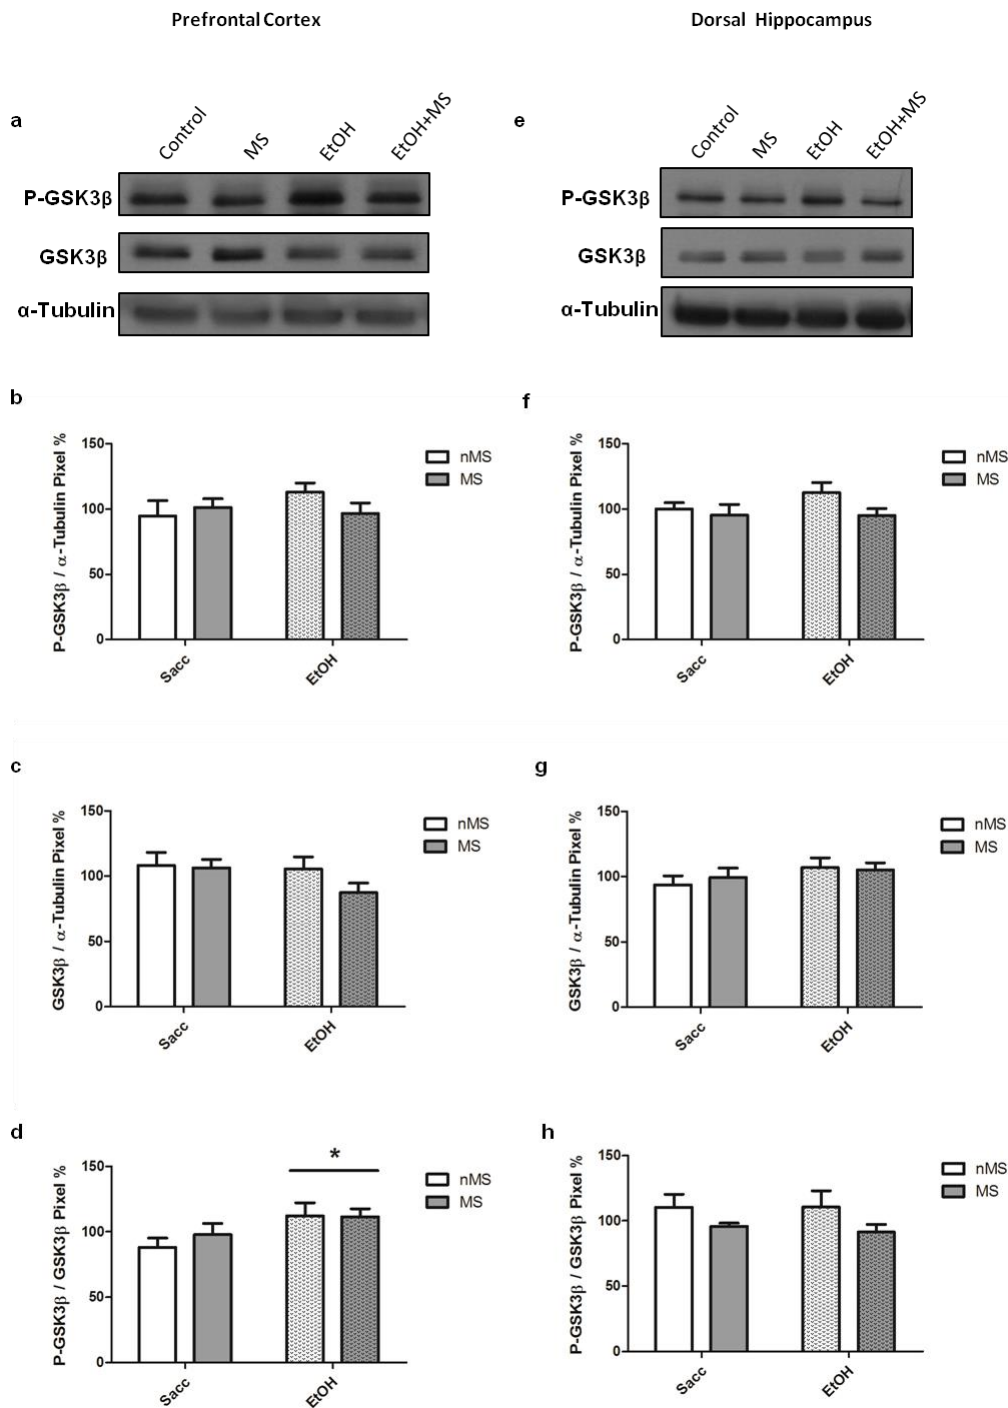 Prefrontal Cortex
Dorsal Hippocampus
a
Control
MS
EtOH
EtOH+MS
P-GSK3β
GSK3β
α-Tubulin
e
Control
MS
EtOH
EtOH+MS
P-GSK3β
GSK3β
α-Tubulin
b
P-GSK3β / α-Tubulin Pixel %
150
100
50
0
Sacc
EtOH
nMS
MS
f
P-GSK3β / α-Tubulin Pixel %
150
100
50
0
Sacc
EtOH
nMS
MS
c
GSK3β / α-Tubulin Pixel %
150
100
50
0
Sacc
EtOH
nMS
MS
g
GSK3β / α-Tubulin Pixel %
150
100
50
0
Sacc
EtOH
nMS
MS
d
P-GSK3β / GSK3β Pixel %
150
100
50
0
*
Sacc
EtOH
nMS
MS
h
P-GSK3β / GSK3β Pixel %
150
100
50
0
Sacc
EtOH
nMS
MS